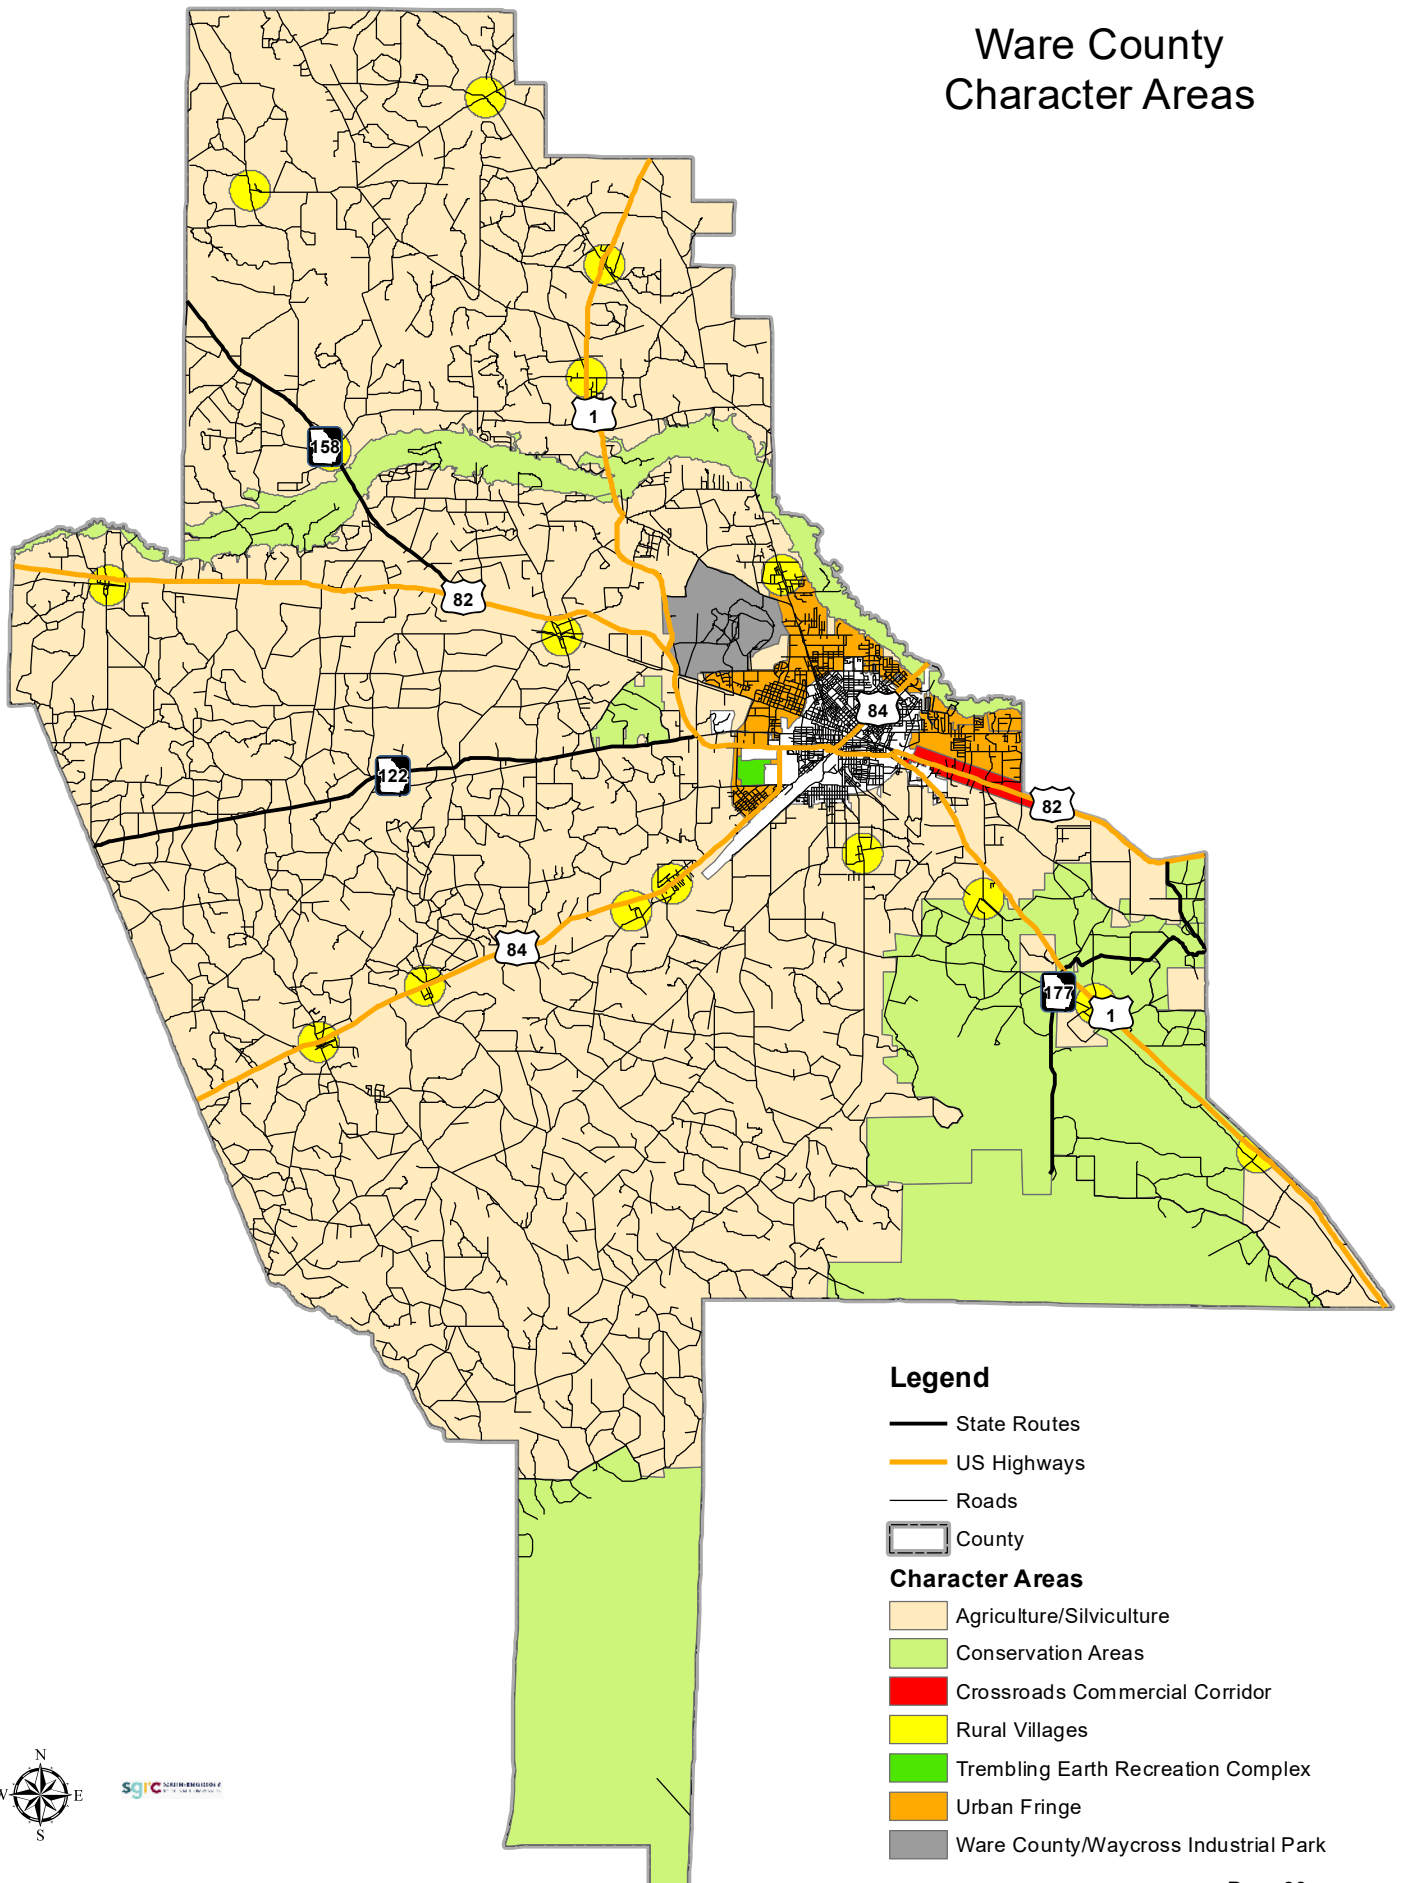 Ware County
Character Areas
1
158
82
84
122
82
84
177
1
Legend
State Routes
US Highways
Roads
County
Character Areas
Agriculture/Silviculture
Conservation Areas
Crossroads Commercial Corridor
Rural Villages
Trembling Earth Recreation Complex
Urban Fringe
Ware County/Waycross Industrial Park
N
W E
S
sgrc